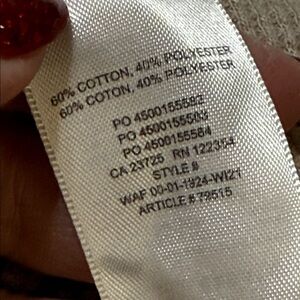 60% COTTON, 40% POLYESTER
60% COTON, 40% POLYESTER
PO 4500155582
PO 4500155583
PO 4500155584
CA 23725 RN 122354
STYLE #
WAF 00-01-1924-WI21
ARTICLE # 79515